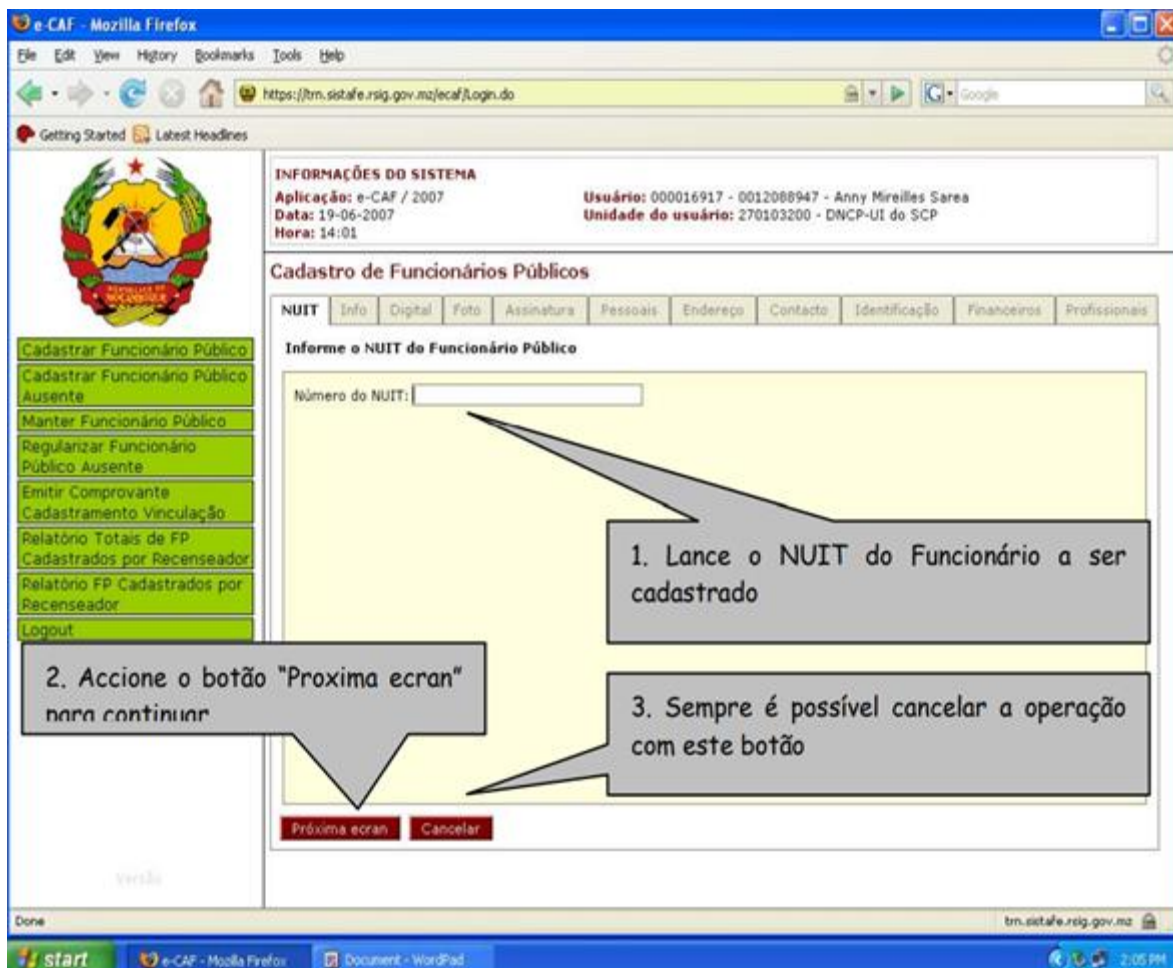 e-CAF - Mozilla Firefox
File Edit View History Bookmarks Tools Help
https://trn.sistafe.rsig.gov.mz/ecaf/Login.do
Google
Getting Started Latest Headlines
INFORMAÇÕES DO SISTEMA
Aplicação: e-CAF / 2007
Usuário: 000016917 - 0012088947 - Anny Mireilles Sarea
Data: 19-06-2007
Unidade do usuário: 270103200 - DNCP-UI do SCP
Hora: 14:01
Cadastro de Funcionários Públicos
NUIT Info Digital Foto Assinatura Pessoais Endereço Contacto Identificação Financeiros Profissionais
Informe o NUIT do Funcionário Público
Número do NUIT:
Cadastrar Funcionário Público
Cadastrar Funcionário Público
Ausente
Manter Funcionário Público
Regularizar Funcionário
Público Ausente
Emitir Comprovante
Cadastramento Vinculação
Relatório Totais de FP
Cadastrados por Recenseador
Relatório FP Cadastrados por
Recenseador
Logout
1. Lance o NUIT do Funcionário a ser
cadastrado
2. Accione o botão "Proxima ecran"
para continuar
3. Sempre é possível cancelar a operação
com este botão
Próxima ecran Cancelar
Versão
Done
trn.sistafe.rsig.gov.mz
start e-CAF - Mozilla Firefox Document - WordPad 2:05 PM